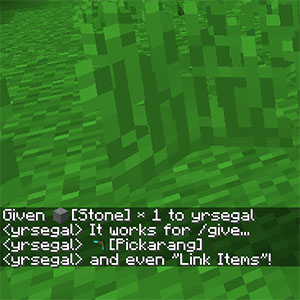 Given [Stone] × 1 to yrsegal
<yrsegal> It works for /give...
<yrsegal> [Pickarang]
<yrsegal> and even "Link Items"!